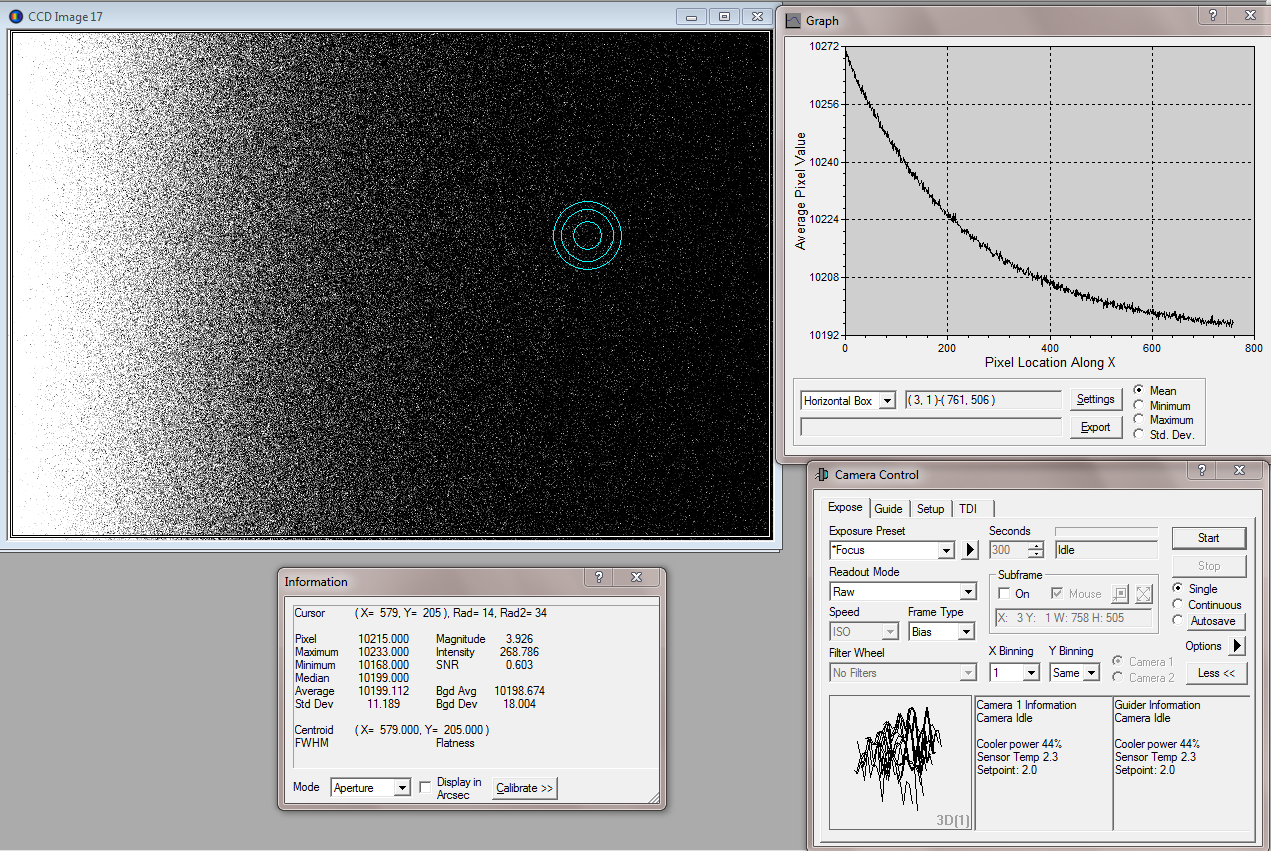 CCD Image 17
Graph
10272
10256
10240
10224
10208
10192
Average Pixel Value
0 200 400 600 800
Pixel Location Along X
Horizontal Box ( 3, 1 )-( 761, 506 ) Settings
Export
Mean
Minimum
Maximum
Std. Dev.
Information
Cursor ( X= 579, Y= 205 ), Rad= 14, Rad2= 34
Pixel 10215.000 Magnitude 3.926
Maximum 10233.000 Intensity 268.786
Minimum 10168.000 SNR 0.603
Median 10199.000
Average 10199.112 Bgd Avg 10198.674
Std Dev 11.189 Bgd Dev 18.004
Centroid ( X= 579.000, Y= 205.000 )
FWHM Flatness
Mode Aperture Display in Arcsec Calibrate >>
Camera Control
Expose Guide Setup TDI
Exposure Preset Seconds
*Focus 300 Idle Start
Stop
Readout Mode Subframe
Raw On Mouse
X: 3 Y: 1 W: 758 H: 505
Single
Continuous
Autosave
Speed Frame Type
ISO Bias
Options
Filter Wheel X Binning Y Binning
No Filters 1 Same
Camera 1
Camera 2
Less <<
3D(1)
Camera 1 Information
Camera Idle
Cooler power 44%
Sensor Temp 2.3
Setpoint: 2.0
Guider Information
Camera Idle
Cooler power 44%
Sensor Temp 2.3
Setpoint: 2.0